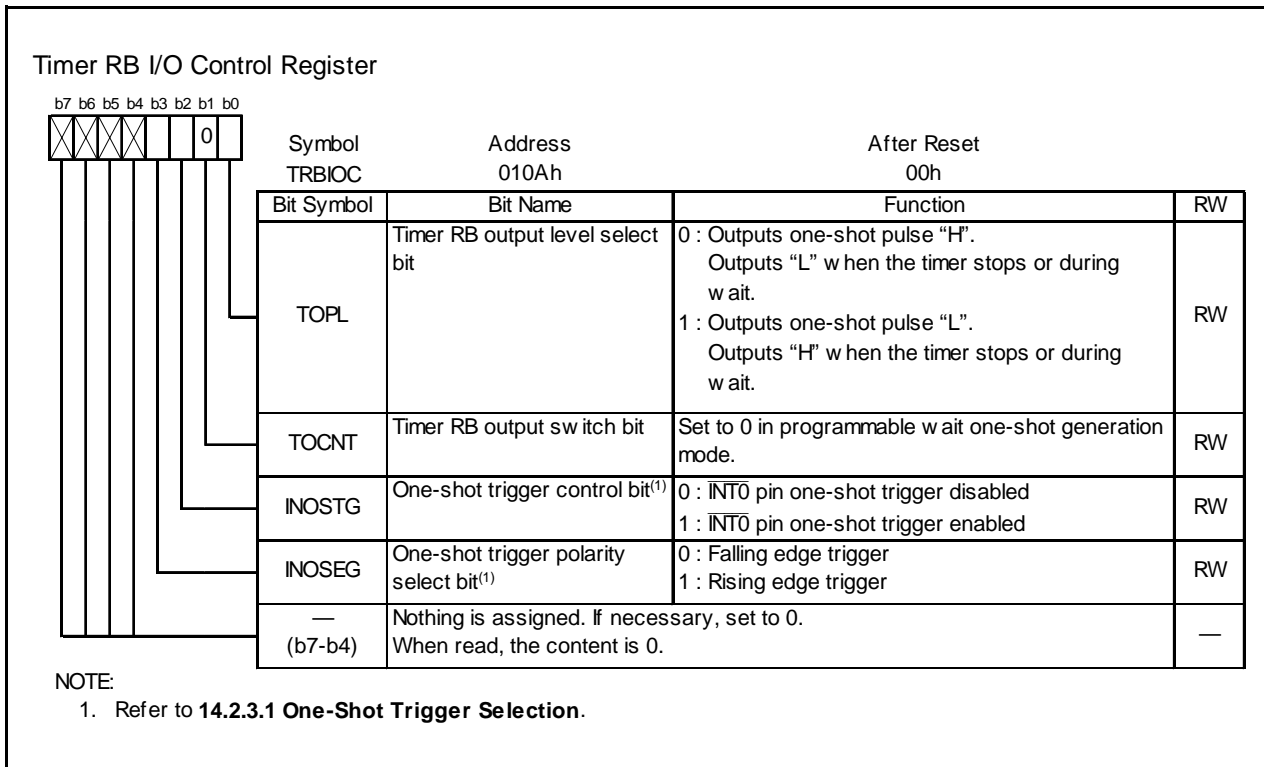 Timer RB I/O Control Register
b7 b6 b5 b4 b3 b2 b1 b0
0
Symbol Address After Reset
TRBIOC 010Ah 00h
Bit Symbol Bit Name Function RW
TOPL
Timer RB output level select
bit
0 : Outputs one-shot pulse “H”.
Outputs “L” when the timer stops or during
wait.
1 : Outputs one-shot pulse “L”.
Outputs “H” when the timer stops or during
wait.
RW
TOCNT
Timer RB output switch bit
Set to 0 in programmable wait one-shot generation
mode.
RW
INOSTG
One-shot trigger control bit(1)
0 : INT0 pin one-shot trigger disabled
1 : INT0 pin one-shot trigger enabled
RW
INOSEG
One-shot trigger polarity
select bit(1)
0 : Falling edge trigger
1 : Rising edge trigger
RW
—
(b7-b4)
Nothing is assigned. If necessary, set to 0.
When read, the content is 0.
—
NOTE:
1. Refer to 14.2.3.1 One-Shot Trigger Selection.